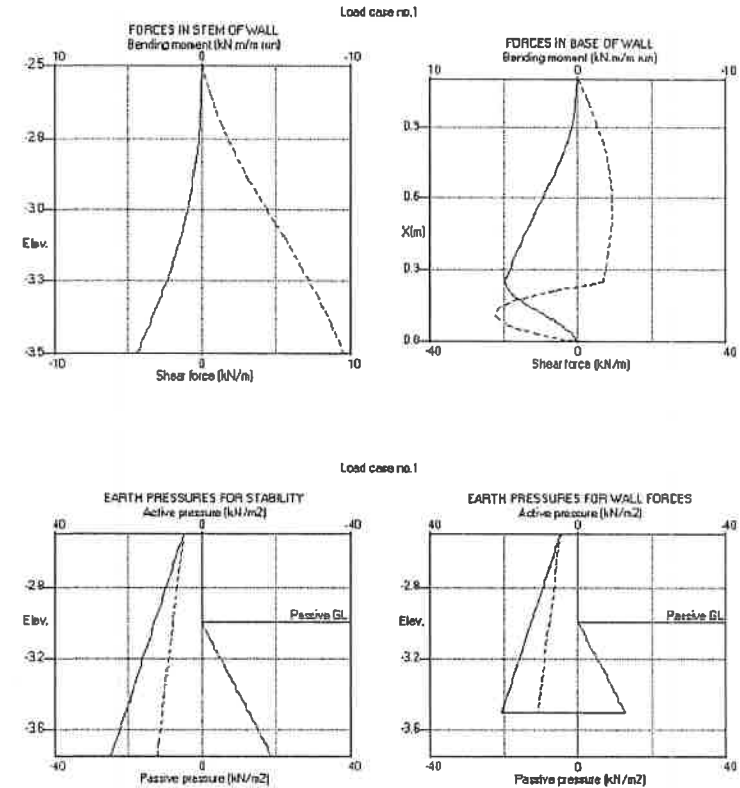 Load case no.1
FORCES IN STEM OF WALL
Bending moment (kN.m/m run)
10 0 -10
-2.5
-2.8
-3.0
Elev.
-3.3
-3.5
-10 0 10
Shear force (kN/m)
FORCES IN BASE OF WALL
Bending moment (kN.m/m run)
10 0 -10
0.6
X(m)
0.3
0.0
-40 0 40
Shear force (kN/m)
Load case no.1
EARTH PRESSURES FOR STABILITY
Active pressure (kN/m2)
40 0 -40
-2.8
Elev.
Passive GL
-3.2
-3.6
-40 0 40
Passive pressure (kN/m2)
EARTH PRESSURES FOR WALL FORCES
Active pressure (kN/m2)
40 0 -40
-2.8
Elev.
Passive GL
-3.2
-3.6
-40 0 40
Passive pressure (kN/m2)